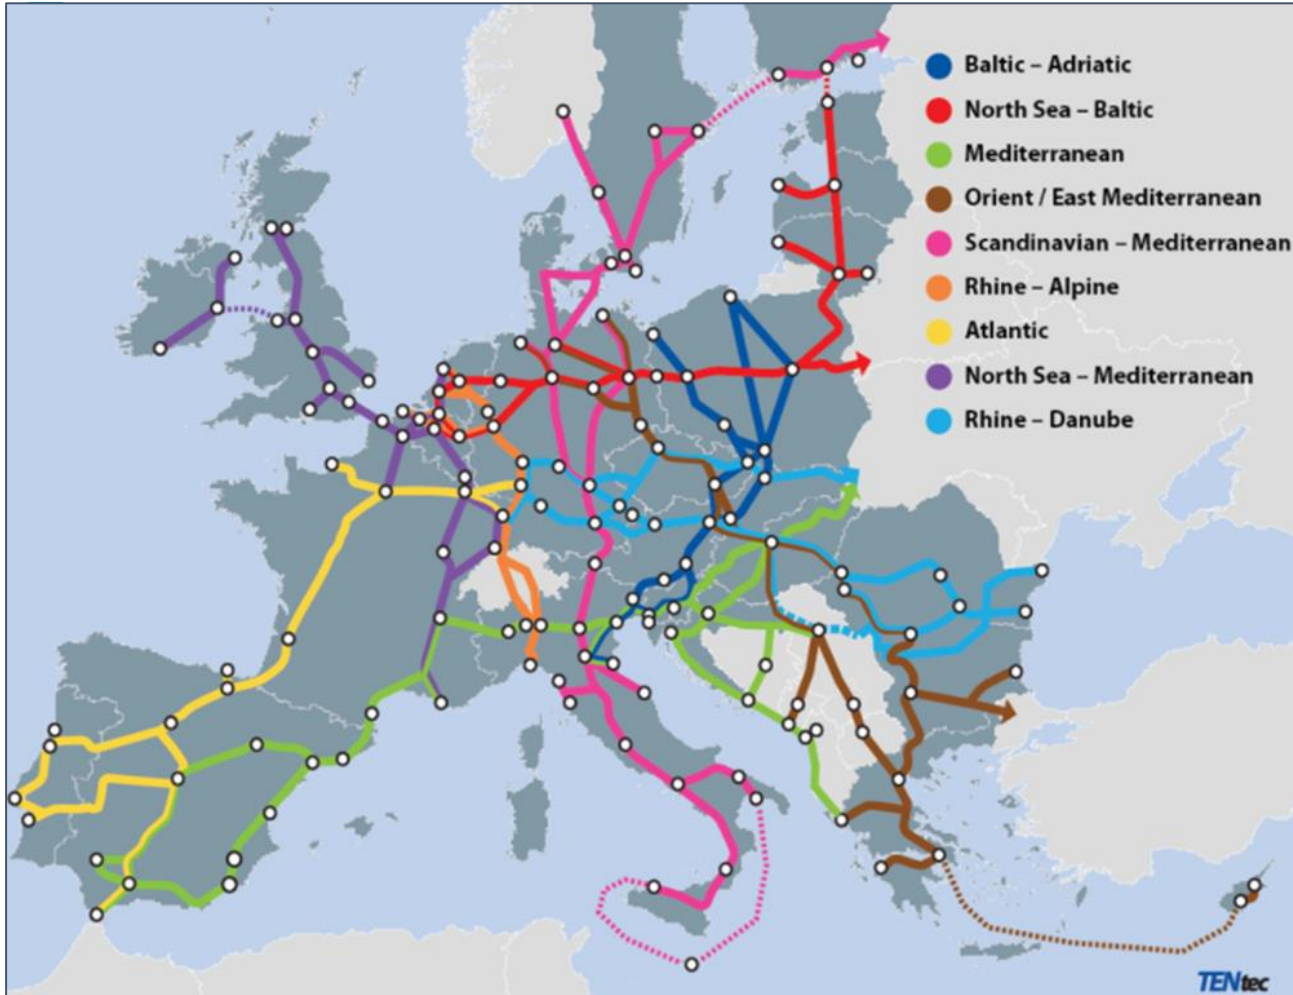 Baltic – Adriatic
North Sea – Baltic
Mediterranean
Orient / East Mediterranean
Scandinavian – Mediterranean
Rhine – Alpine
Atlantic
North Sea – Mediterranean
Rhine – Danube
TENtec